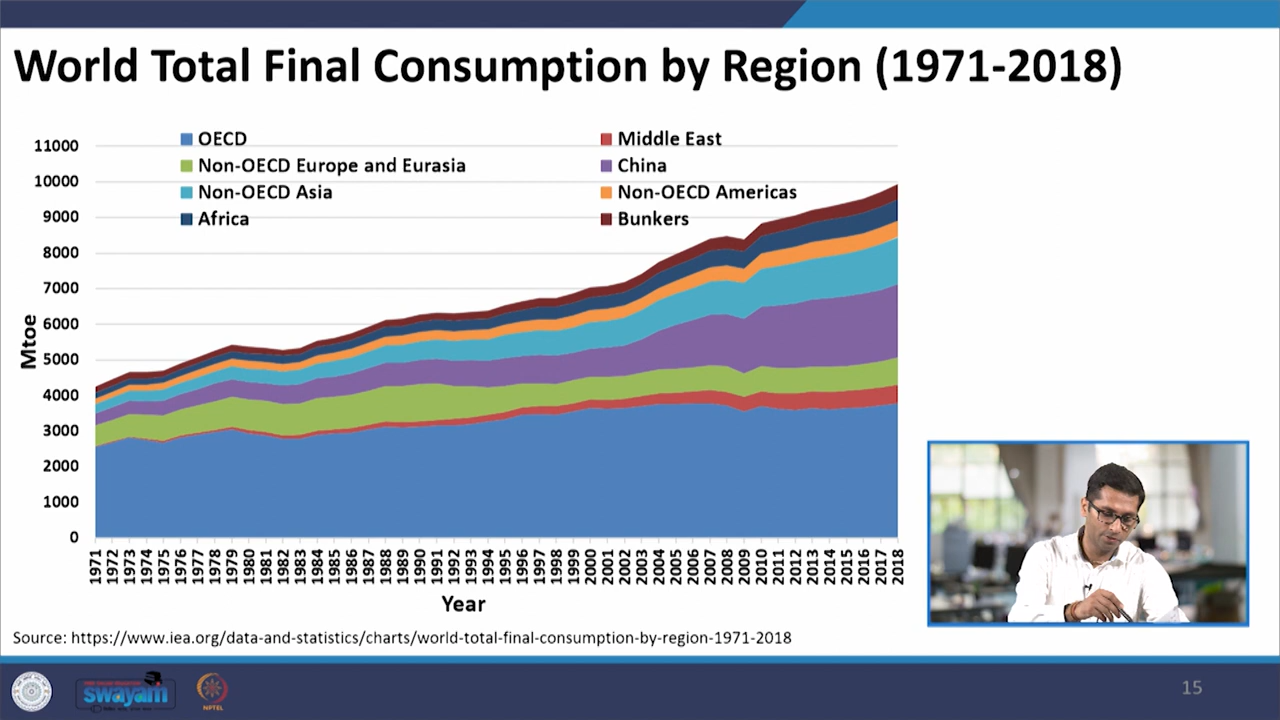 World Total Final Consumption by Region (1971-2018)
OECD
Middle East
Non-OECD Europe and Eurasia
China
Non-OECD Asia
Non-OECD Americas
Africa
Bunkers
11000
10000
9000
8000
7000
6000
5000
4000
3000
2000
1000
0
Mtoe
1971 1972 1973 1974 1975 1976 1977 1978 1979 1980 1981 1982 1983 1984 1985 1986 1987 1988 1989 1990 1991 1992 1993 1994 1995 1996 1997 1998 1999 2000 2001 2002 2003 2004 2005 2006 2007 2008 2009 2010 2011 2012 2013 2014 2015 2016 2017 2018
Year
Source: https://www.iea.org/data-and-statistics/charts/world-total-final-consumption-by-region-1971-2018
swayam
NPTEL
15